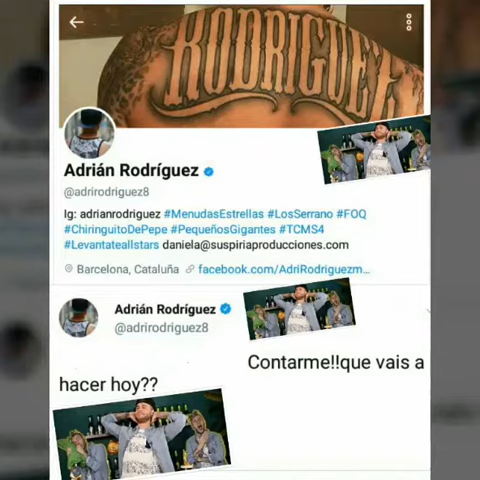 RODRIGUEZ
Adrián Rodríguez
@adrirodriguez8
Ig: adrianrodriguez #MenudasEstrellas #LosSerrano #FOQ
#ChiringuitoDePepe #PequeñosGigantes #TCMS4
#Levantateallstars daniela@suspiriaproducciones.com
Barcelona, Cataluña facebook.com/AdriRodriguezm...
Adrián Rodríguez
@adrirodriguez8
Contarme!!que vais a
hacer hoy??